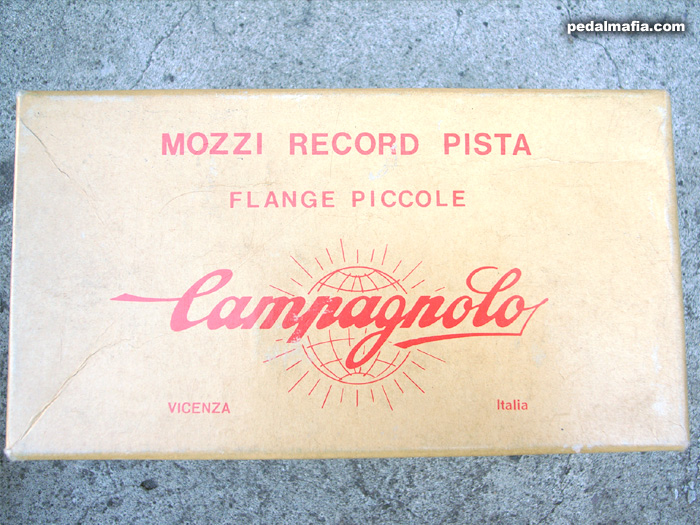 pedalmafia.com
MOZZI RECORD PISTA
FLANGE PICCOLE
Campagnolo
VICENZA Italia